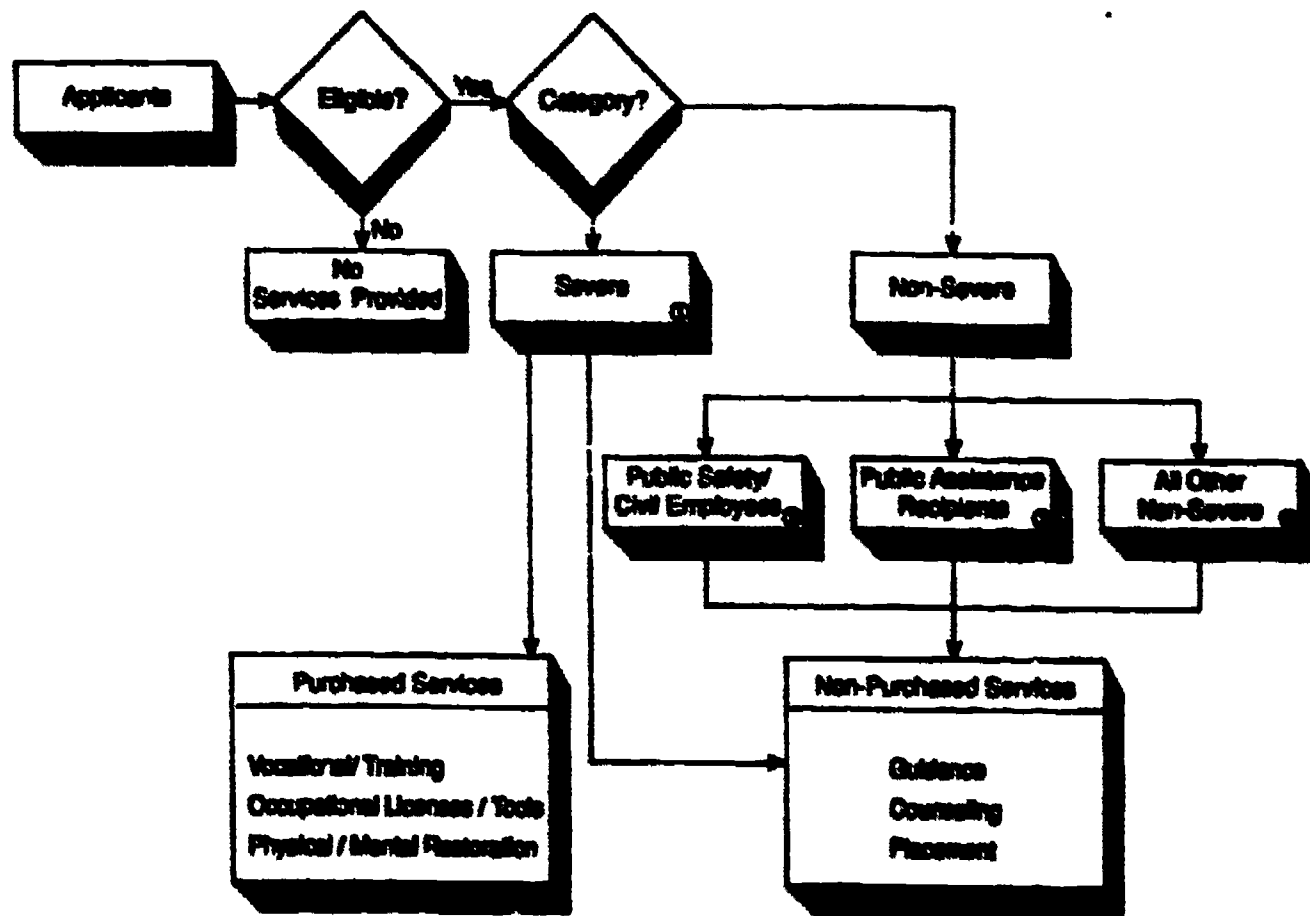 Applicants
Eligible?
Yes
Category?
No
No
Services Provided
Severe
Non-Severe
Public Safety/
Civil Employees
Public Assistance
Recipients
All Other
Non-Severe
Purchased Services
Vocational/ Training
Occupational Licenses / Tools
Physical / Mental Restoration
Non-Purchased Services
Guidance
Counseling
Placement